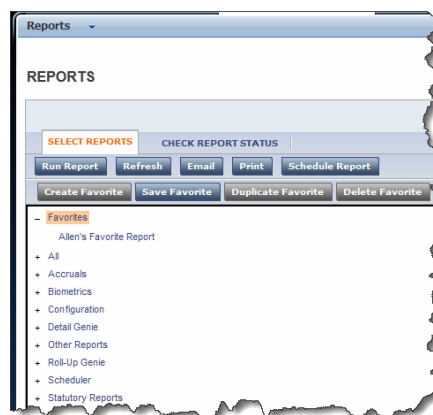 Reports
REPORTS
SELECT REPORTS CHECK REPORT STATUS
Run Report Refresh Email Print Schedule Report
Create Favorite Save Favorite Duplicate Favorite Delete Favorite
– Favorites
Allen's Favorite Report
+ All
+ Accruals
+ Biometrics
+ Configuration
+ Detail Genie
+ Other Reports
+ Roll-Up Genie
+ Scheduler
+ Statutory Reports